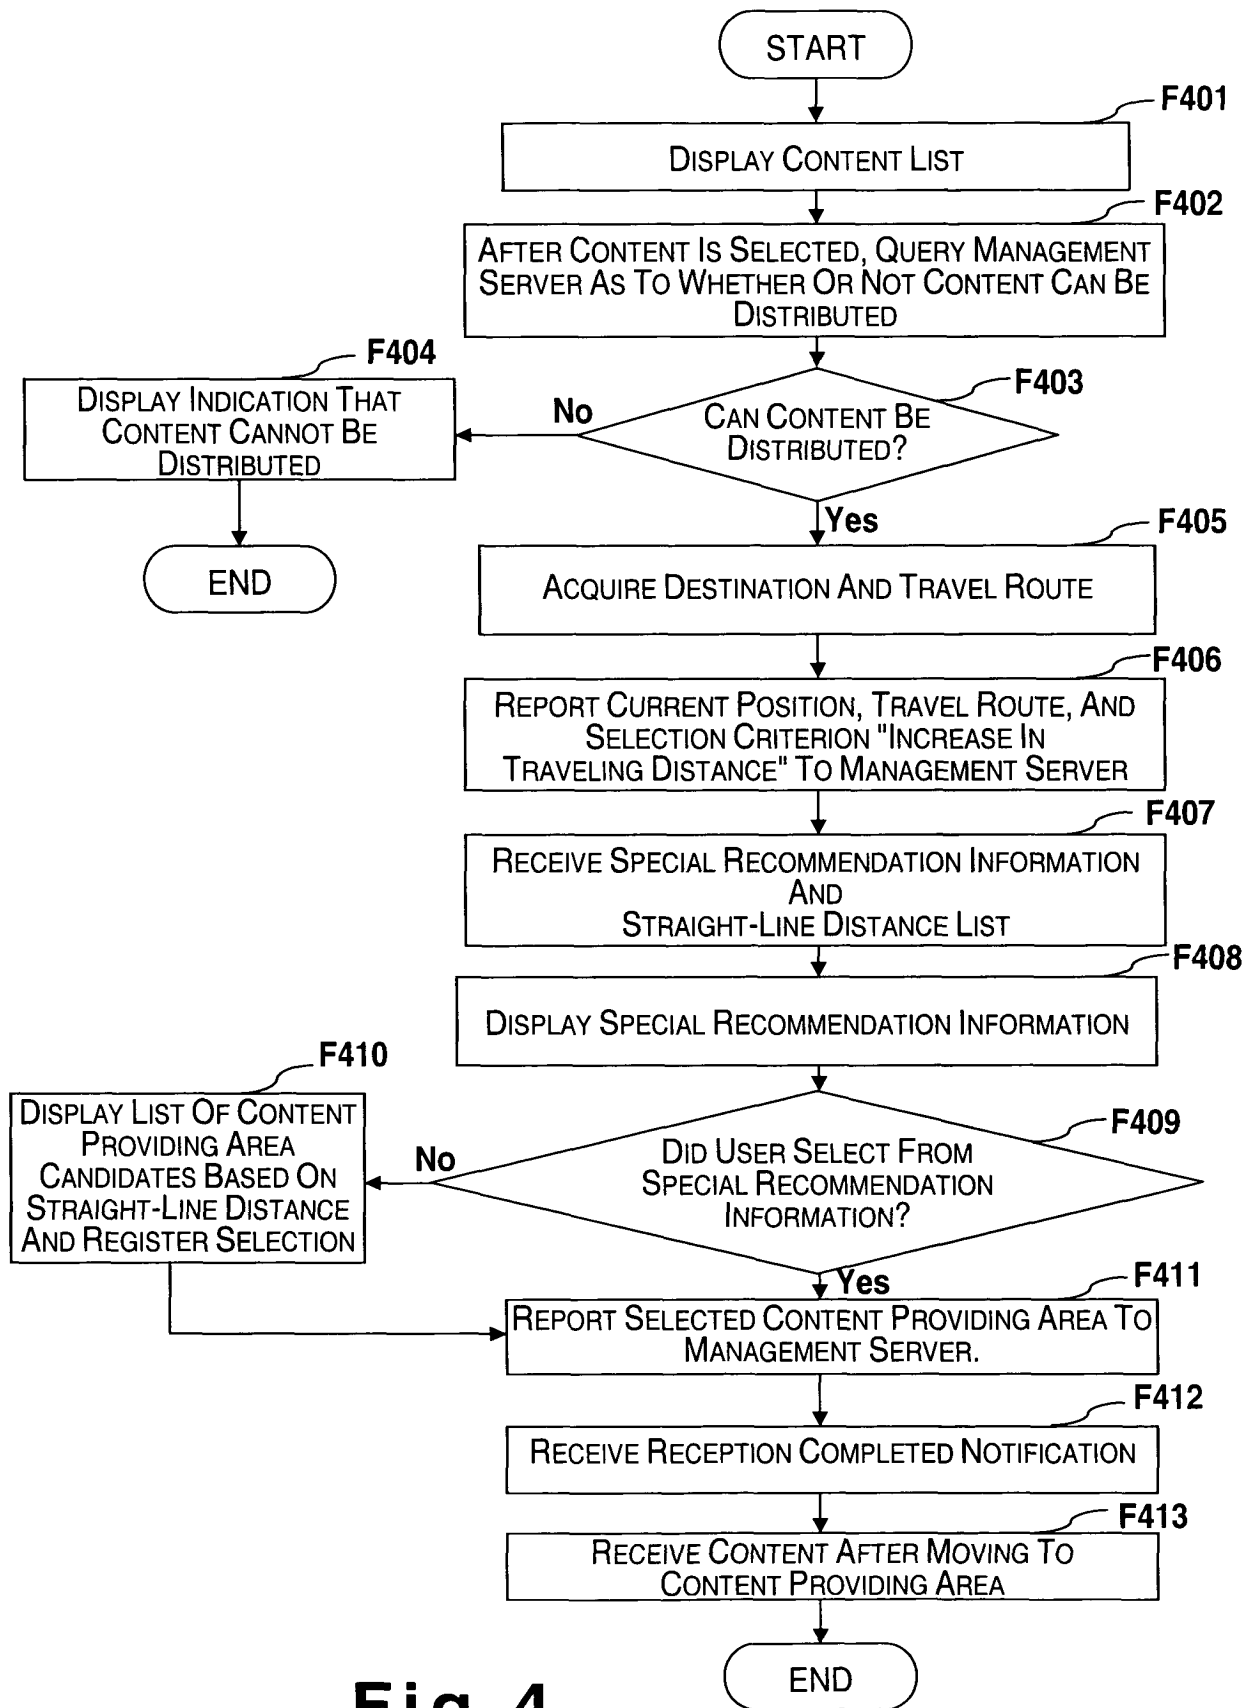 START
F401
DISPLAY CONTENT LIST
F402
AFTER CONTENT IS SELECTED, QUERY MANAGEMENT
SERVER AS TO WHETHER OR NOT CONTENT CAN BE
DISTRIBUTED
F403
CAN CONTENT BE
DISTRIBUTED?
No
F404
DISPLAY INDICATION THAT
CONTENT CANNOT BE
DISTRIBUTED
END
Yes
F405
ACQUIRE DESTINATION AND TRAVEL ROUTE
F406
REPORT CURRENT POSITION, TRAVEL ROUTE, AND
SELECTION CRITERION "INCREASE IN
TRAVELING DISTANCE" TO MANAGEMENT SERVER
F407
RECEIVE SPECIAL RECOMMENDATION INFORMATION
AND
STRAIGHT-LINE DISTANCE LIST
F408
DISPLAY SPECIAL RECOMMENDATION INFORMATION
F409
DID USER SELECT FROM
SPECIAL RECOMMENDATION
INFORMATION?
No
F410
DISPLAY LIST OF CONTENT
PROVIDING AREA
CANDIDATES BASED ON
STRAIGHT-LINE DISTANCE
AND REGISTER SELECTION
Yes
F411
REPORT SELECTED CONTENT PROVIDING AREA TO
MANAGEMENT SERVER.
F412
RECEIVE RECEPTION COMPLETED NOTIFICATION
F413
RECEIVE CONTENT AFTER MOVING TO
CONTENT PROVIDING AREA
END
Fig. 4